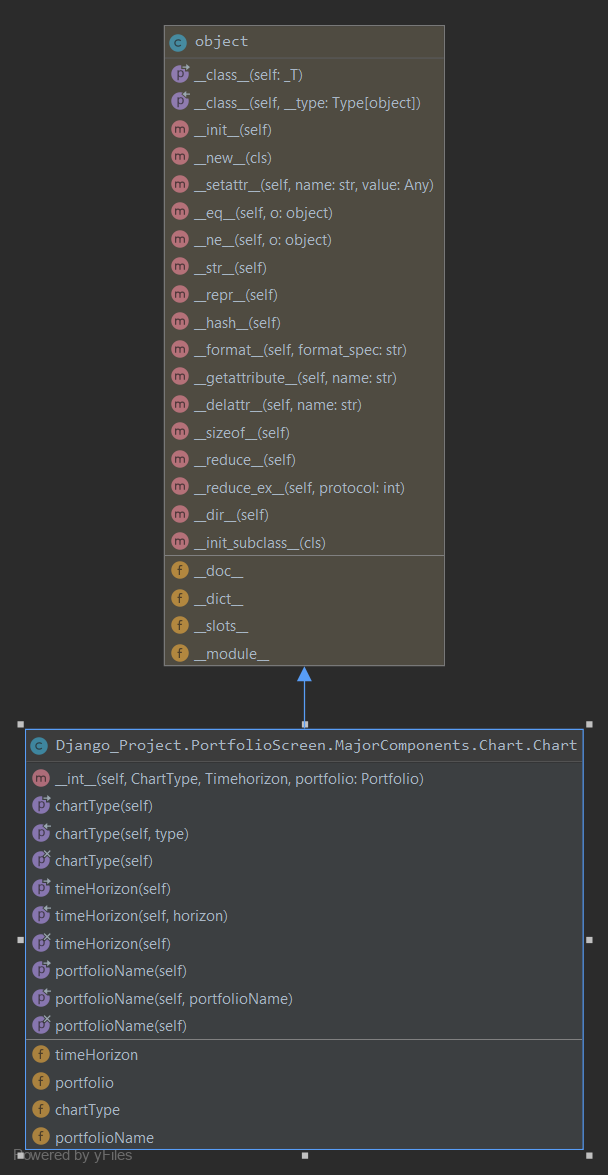 object
__class__(self: _T)
__class__(self, __type: Type[object])
__init__(self)
__new__(cls)
__setattr__(self, name: str, value: Any)
__eq__(self, o: object)
__ne__(self, o: object)
__str__(self)
__repr__(self)
__hash__(self)
__format__(self, format_spec: str)
__getattribute__(self, name: str)
__delattr__(self, name: str)
__sizeof__(self)
__reduce__(self)
__reduce_ex__(self, protocol: int)
__dir__(self)
__init_subclass__(cls)
__doc__
__dict__
__slots__
__module__
Django_Project.PortfolioScreen.MajorComponents.Chart.Chart
__int__(self, ChartType, Timehorizon, portfolio: Portfolio)
chartType(self)
chartType(self, type)
chartType(self)
timeHorizon(self)
timeHorizon(self, horizon)
timeHorizon(self)
portfolioName(self)
portfolioName(self, portfolioName)
portfolioName(self)
timeHorizon
portfolio
chartType
portfolioName
Powered by yFiles